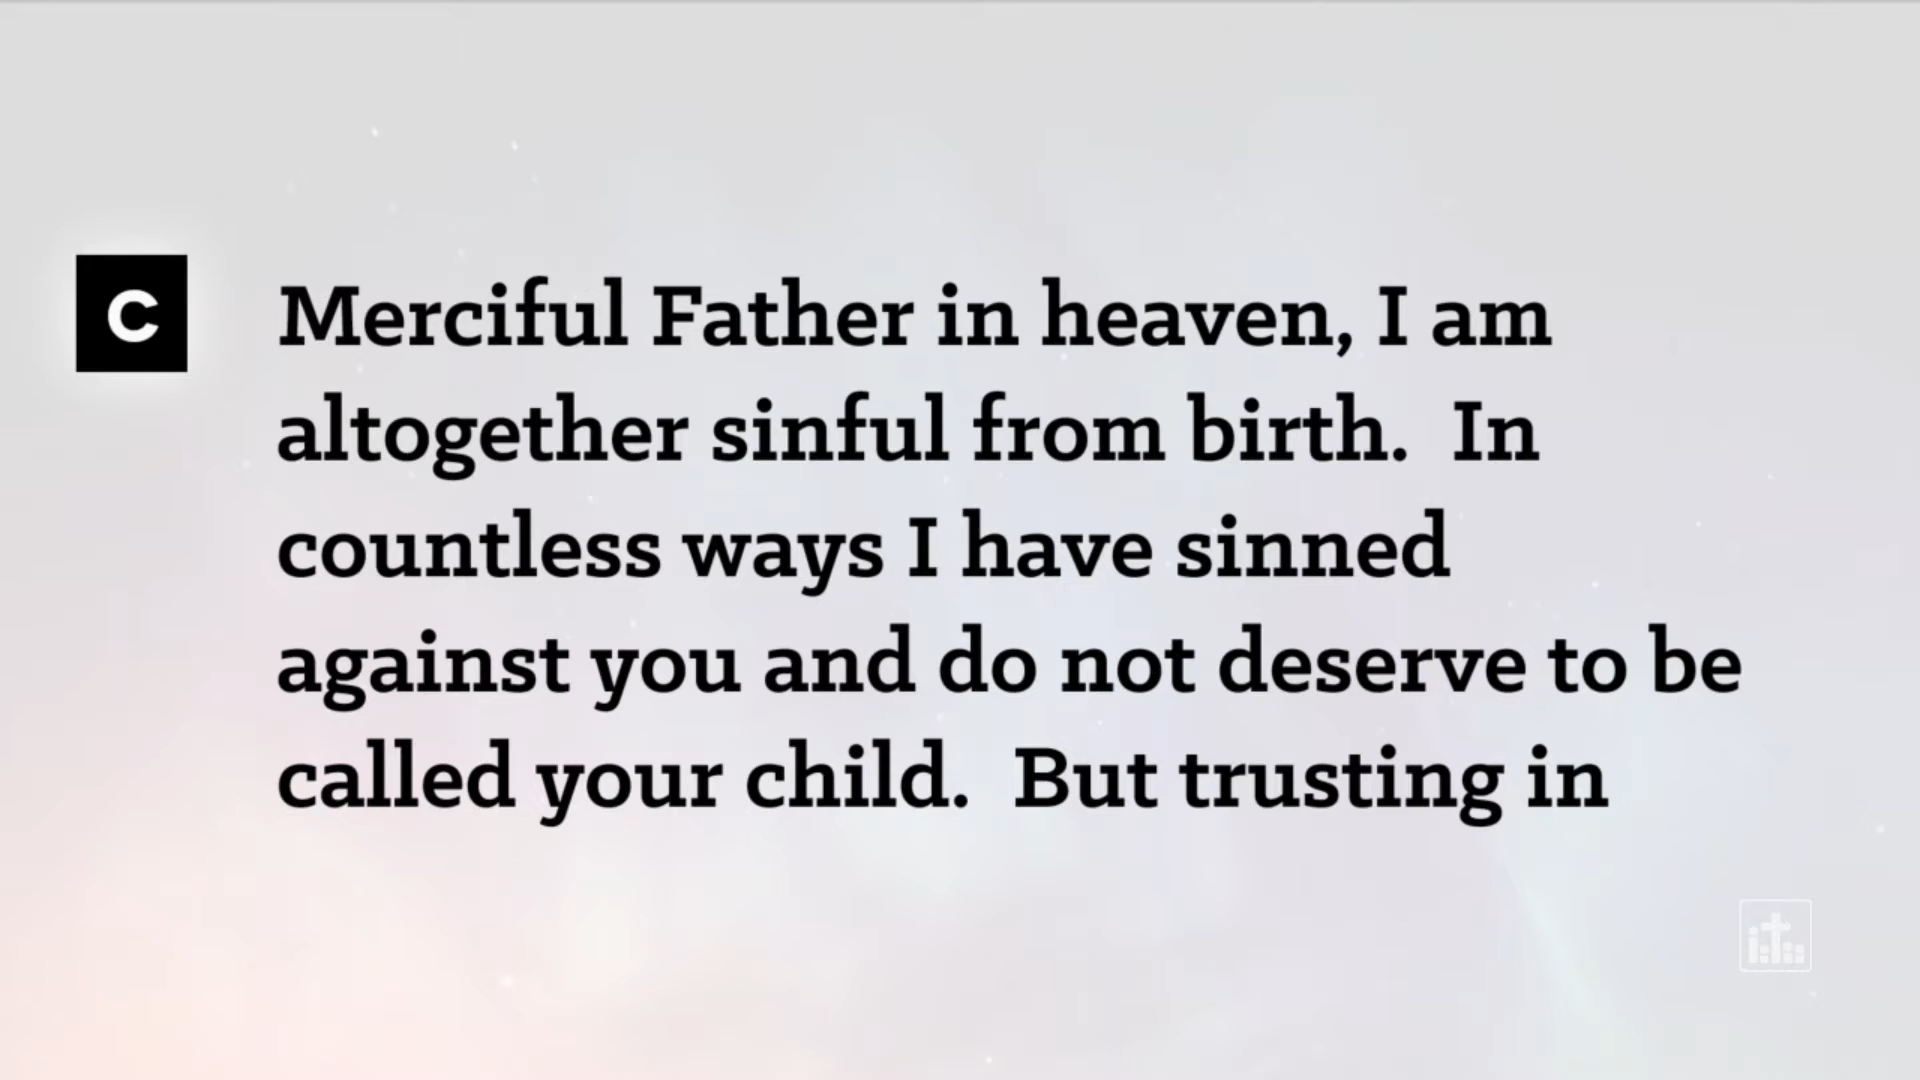 C
Merciful Father in heaven, I am
altogether sinful from birth.  In
countless ways I have sinned
against you and do not deserve to be
called your child.  But trusting in